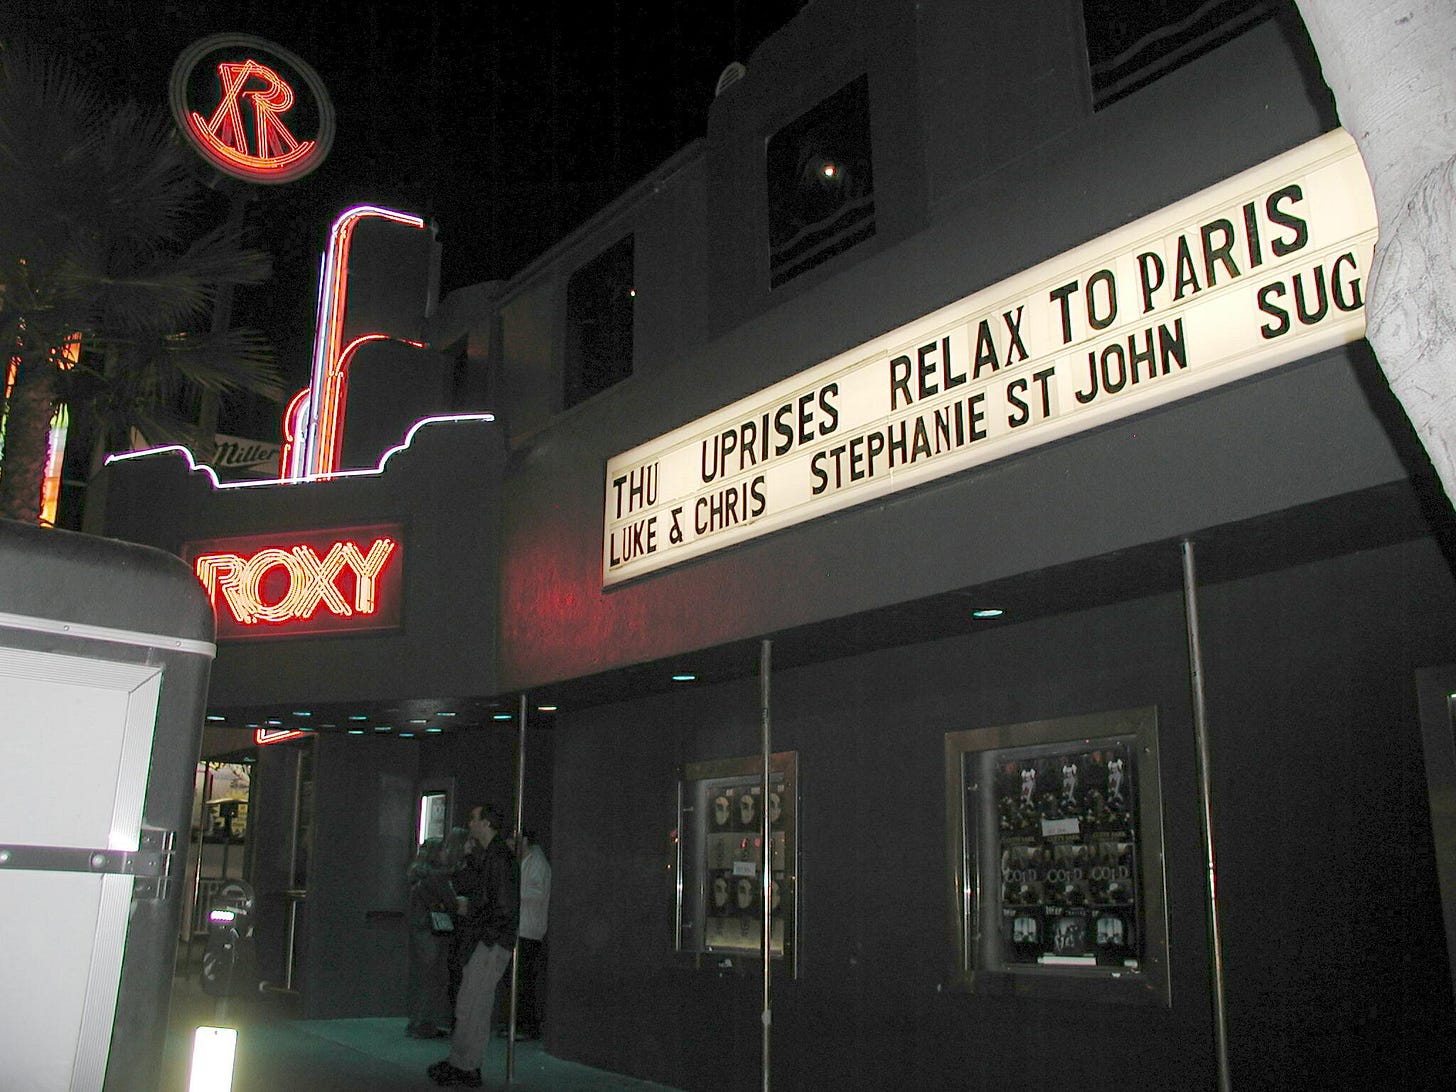 R
Miller
ROXY
THU UPRISES RELAX TO PARIS
LUKE & CHRIS STEPHANIE ST JOHN SUG
COLD COLD COLD